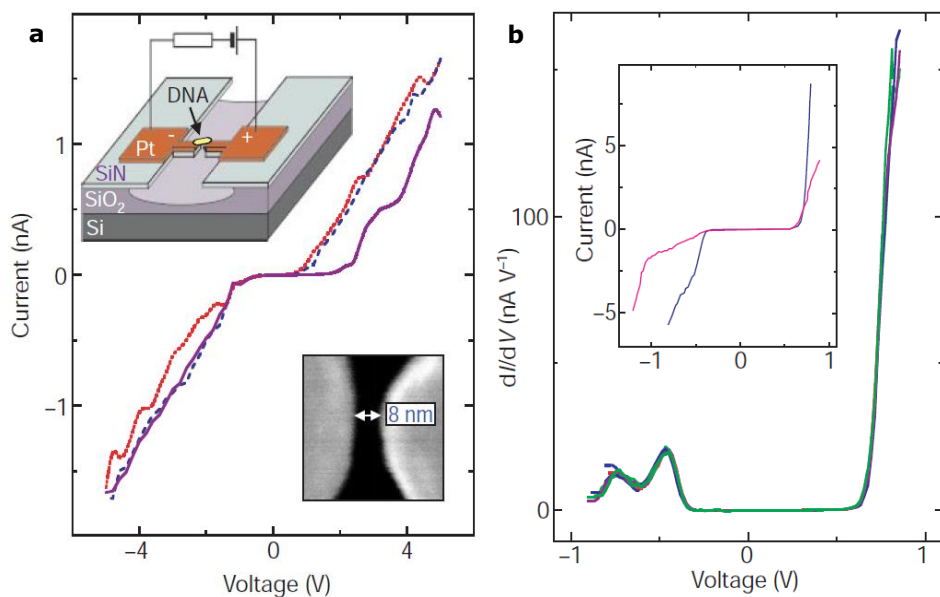 a
DNA
-
+
Pt
SiN
SiO₂
Si
8 nm
1
0
−1
−4
0
4
Current (nA)
Voltage (V)
b
5
0
−5
−1
0
1
Current (nA)
100
0
−1
0
1
dI/dV (nA V⁻¹)
Voltage (V)